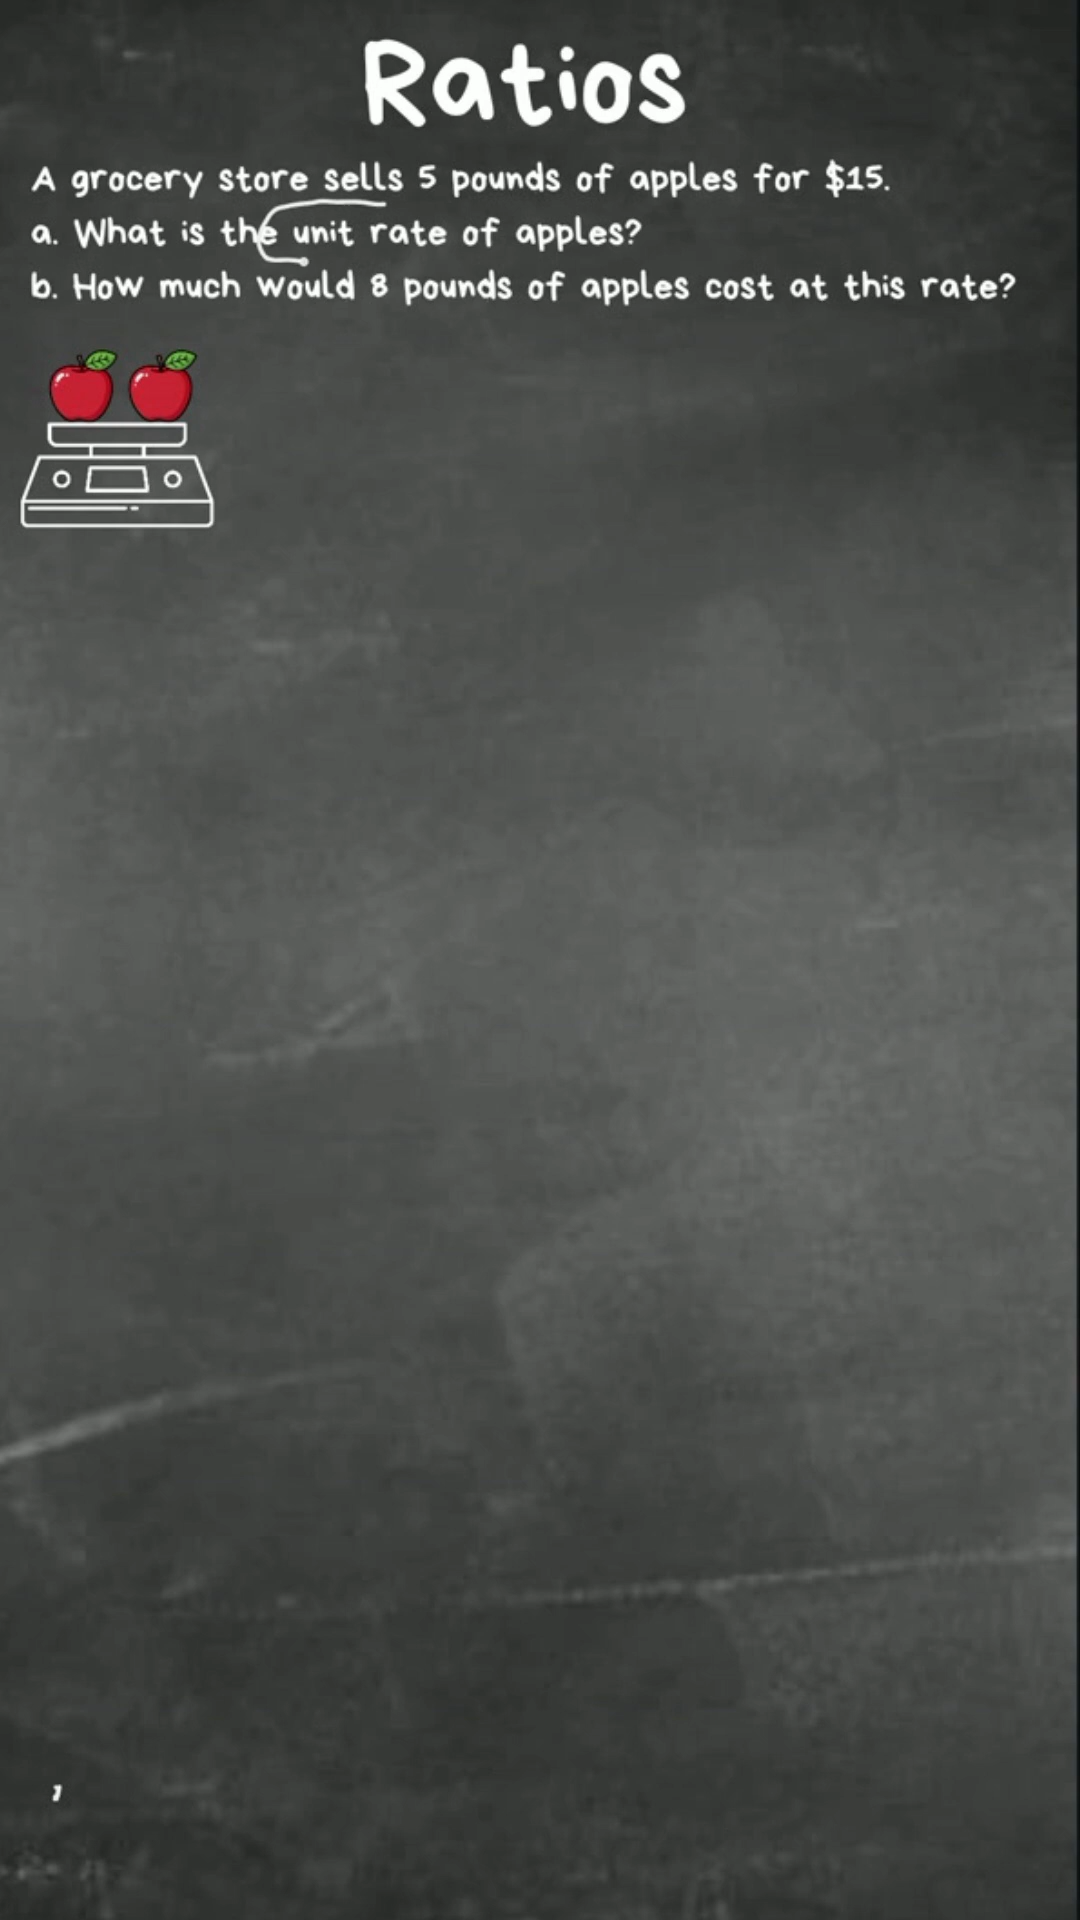 Ratios
A grocery store sells 5 pounds of apples for $15.
a. What is the unit rate of apples?
b. How much would 8 pounds of apples cost at this rate?
,